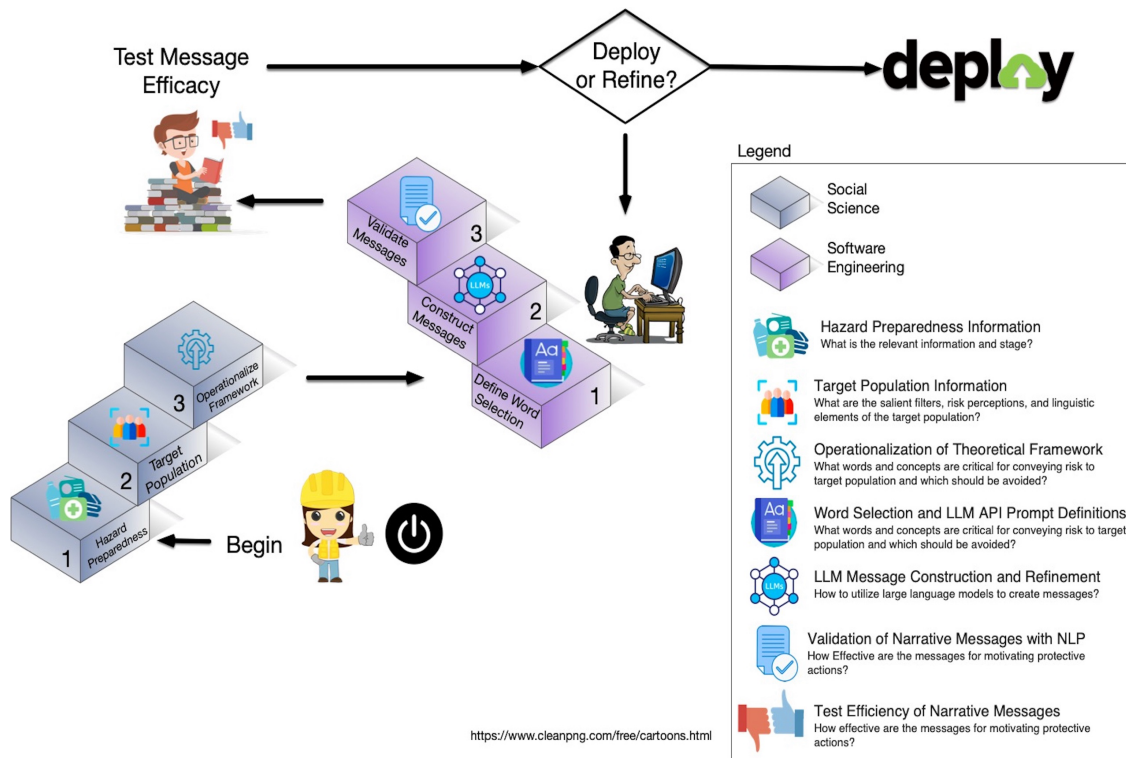 Test Message
Efficacy
Deploy
or Refine?
deploy
Validate
Messages
3
LLMs
Construct
Messages
2
Aa
Define Word
Selection
1
Operationalize
Framework
3
Target
Population
2
Hazard
Preparedness
1
Begin
https://www.cleanpng.com/free/cartoons.html
Legend
Social
Science
Software
Engineering
Hazard Preparedness Information
What is the relevant information and stage?
Target Population Information
What are the salient filters, risk perceptions, and linguistic
elements of the target population?
Operationalization of Theoretical Framework
What words and concepts are critical for conveying risk to
target population and which should be avoided?
Aa
Word Selection and LLM API Prompt Definitions
What words and concepts are critical for conveying risk to target
population and which should be avoided?
LLMs
LLM Message Construction and Refinement
How to utilize large language models to create messages?
Validation of Narrative Messages with NLP
How Effective are the messages for motivating protective
actions?
Test Efficiency of Narrative Messages
How effective are the messages for motivating protective
actions?